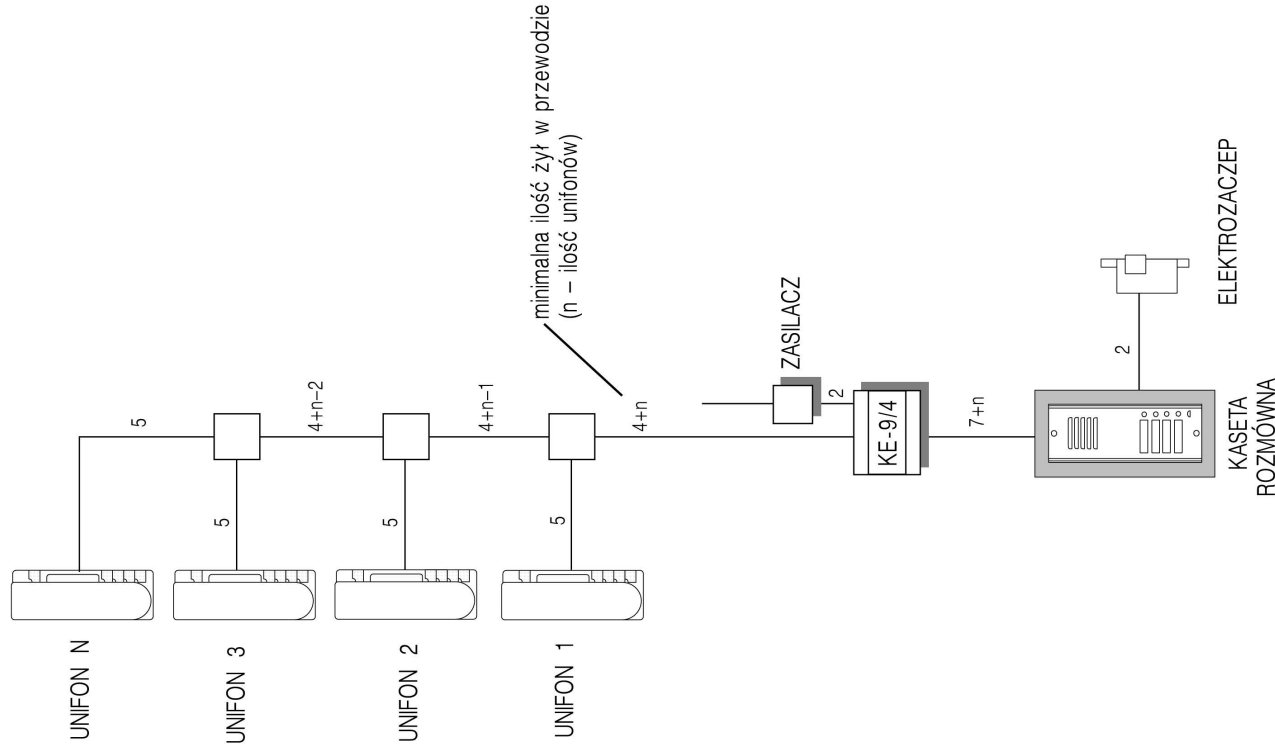 UNIFON N
5
UNIFON 3
5
4+n-2
UNIFON 2
5
4+n-1
UNIFON 1
5
4+n
minimalna ilość żył w przewodzie
(n – ilość unifonów)
ZASILACZ
2
KE-9/4
7+n
KASETA
ROZMÓWNA
2
ELEKTROZACZEP